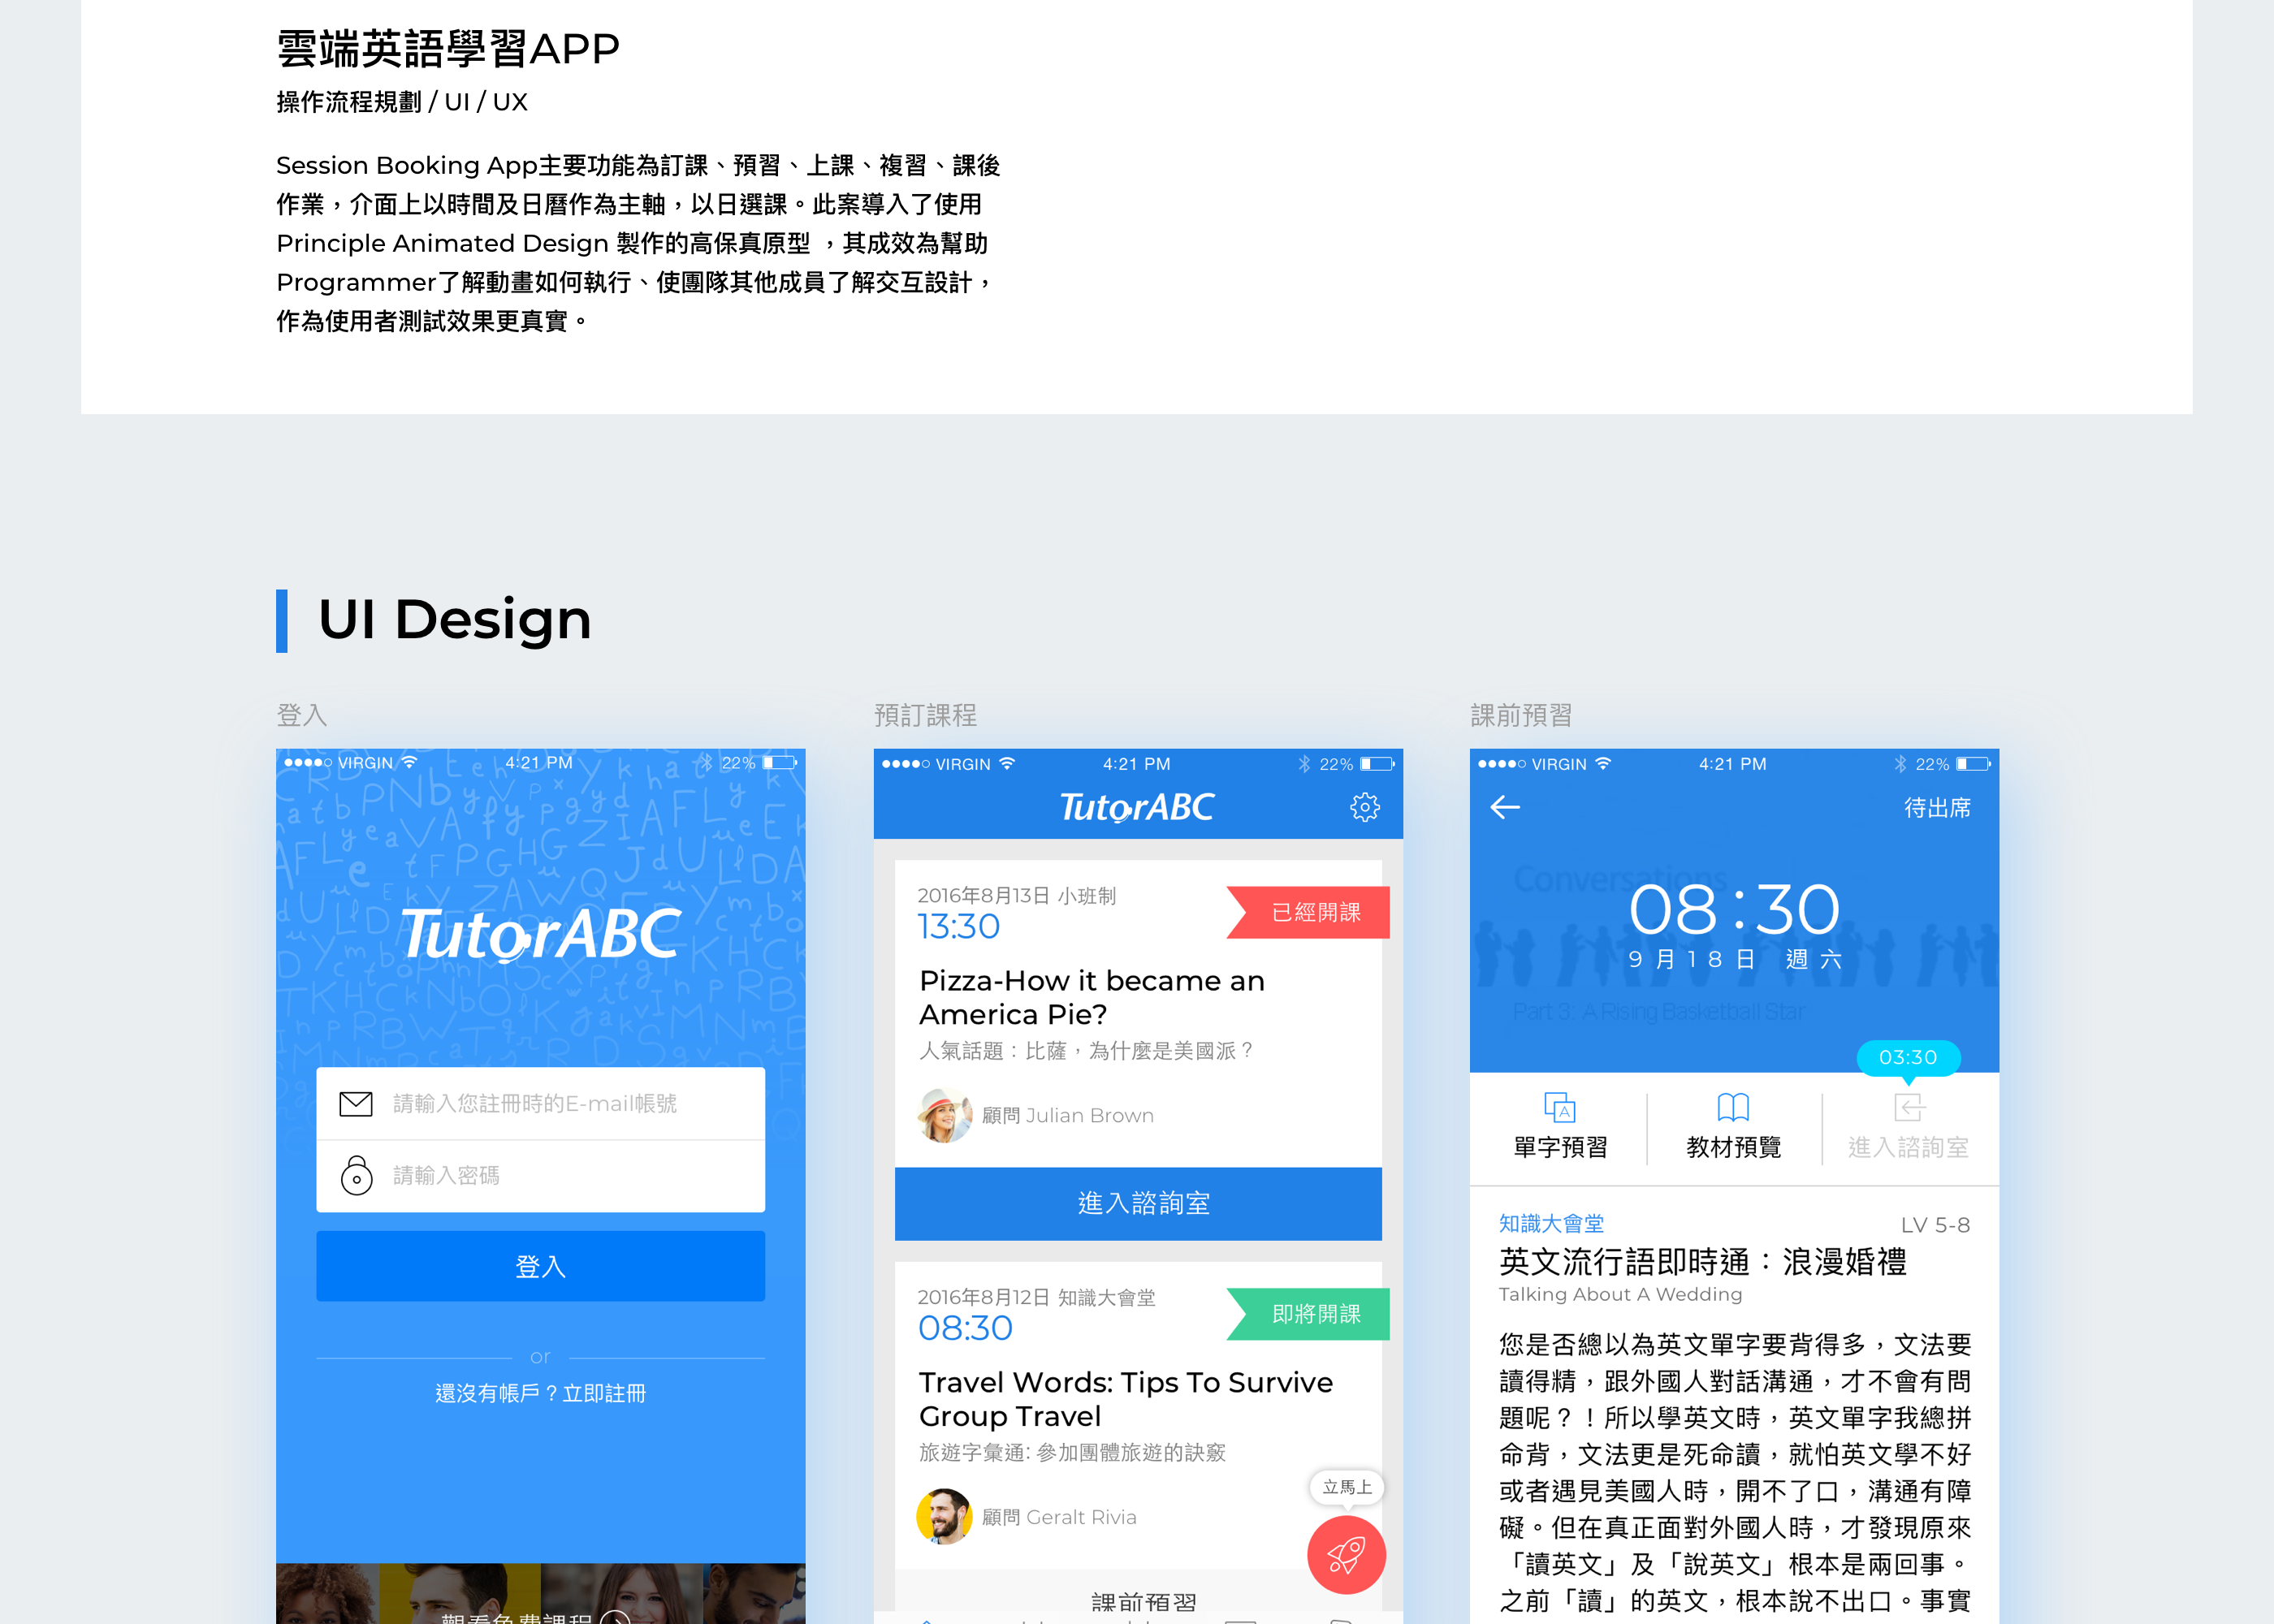 雲端英語學習APP
操作流程規劃 / UI / UX
Session Booking App主要功能為訂課、預習、上課、複習、課後
作業，介面上以時間及日曆作為主軸，以日選課。此案導入了使用
Principle Animated Design 製作的高保真原型 ，其成效為幫助
Programmer了解動畫如何執行、使團隊其他成員了解交互設計，
作為使用者測試效果更真實。
UI Design
登入
VIRGIN 4:21 PM 22%
TutorABC
請輸入您註冊時的E-mail帳號
請輸入密碼
登入
or
還沒有帳戶？立即註冊
觀看免費課程
預訂課程
VIRGIN 4:21 PM 22%
TutorABC
2016年8月13日 小班制
13:30
已經開課
Pizza-How it became an
America Pie?
人氣話題：比薩，為什麼是美國派？
顧問 Julian Brown
進入諮詢室
2016年8月12日 知識大會堂
08:30
即將開課
Travel Words: Tips To Survive
Group Travel
旅遊字彙通: 參加團體旅遊的訣竅
顧問 Geralt Rivia
立馬上
課前預習
課前預習
VIRGIN 4:21 PM 22%
待出席
Conversations
08:30
9月18日 週六
Part 3: A Rising Basketball Star
03:30
單字預習
教材預覽
進入諮詢室
知識大會堂 LV 5-8
英文流行語即時通：浪漫婚禮
Talking About A Wedding
您是否總以為英文單字要背得多，文法要
讀得精，跟外國人對話溝通，才不會有問
題呢？！所以學英文時，英文單字我總拼
命背，文法更是死命讀，就怕英文學不好
或者遇見美國人時，開不了口，溝通有障
礙。但在真正面對外國人時，才發現原來
「讀英文」及「說英文」根本是兩回事。
之前「讀」的英文，根本說不出口。事實